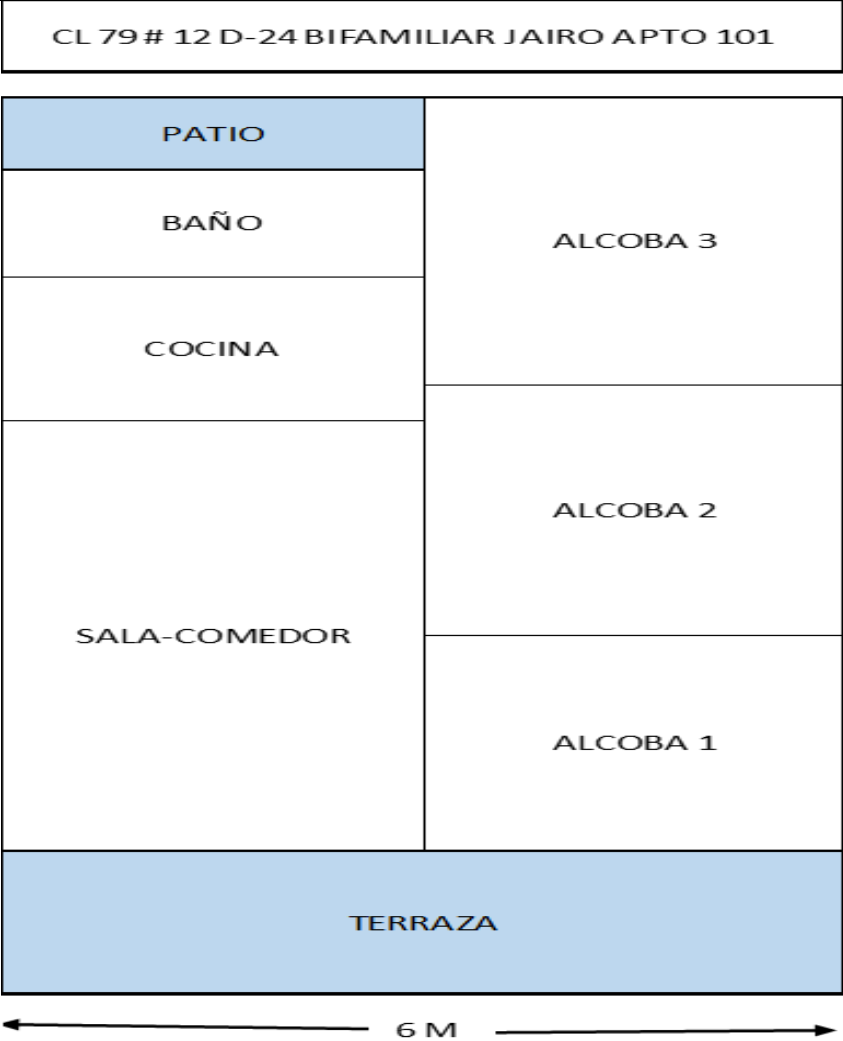 CL 79 # 12 D-24 BIFAMILIAR JAIRO APTO 101
PATIO
BAÑO
ALCOBA 3
COCINA
ALCOBA 2
SALA-COMEDOR
ALCOBA 1
TERRAZA
6 M